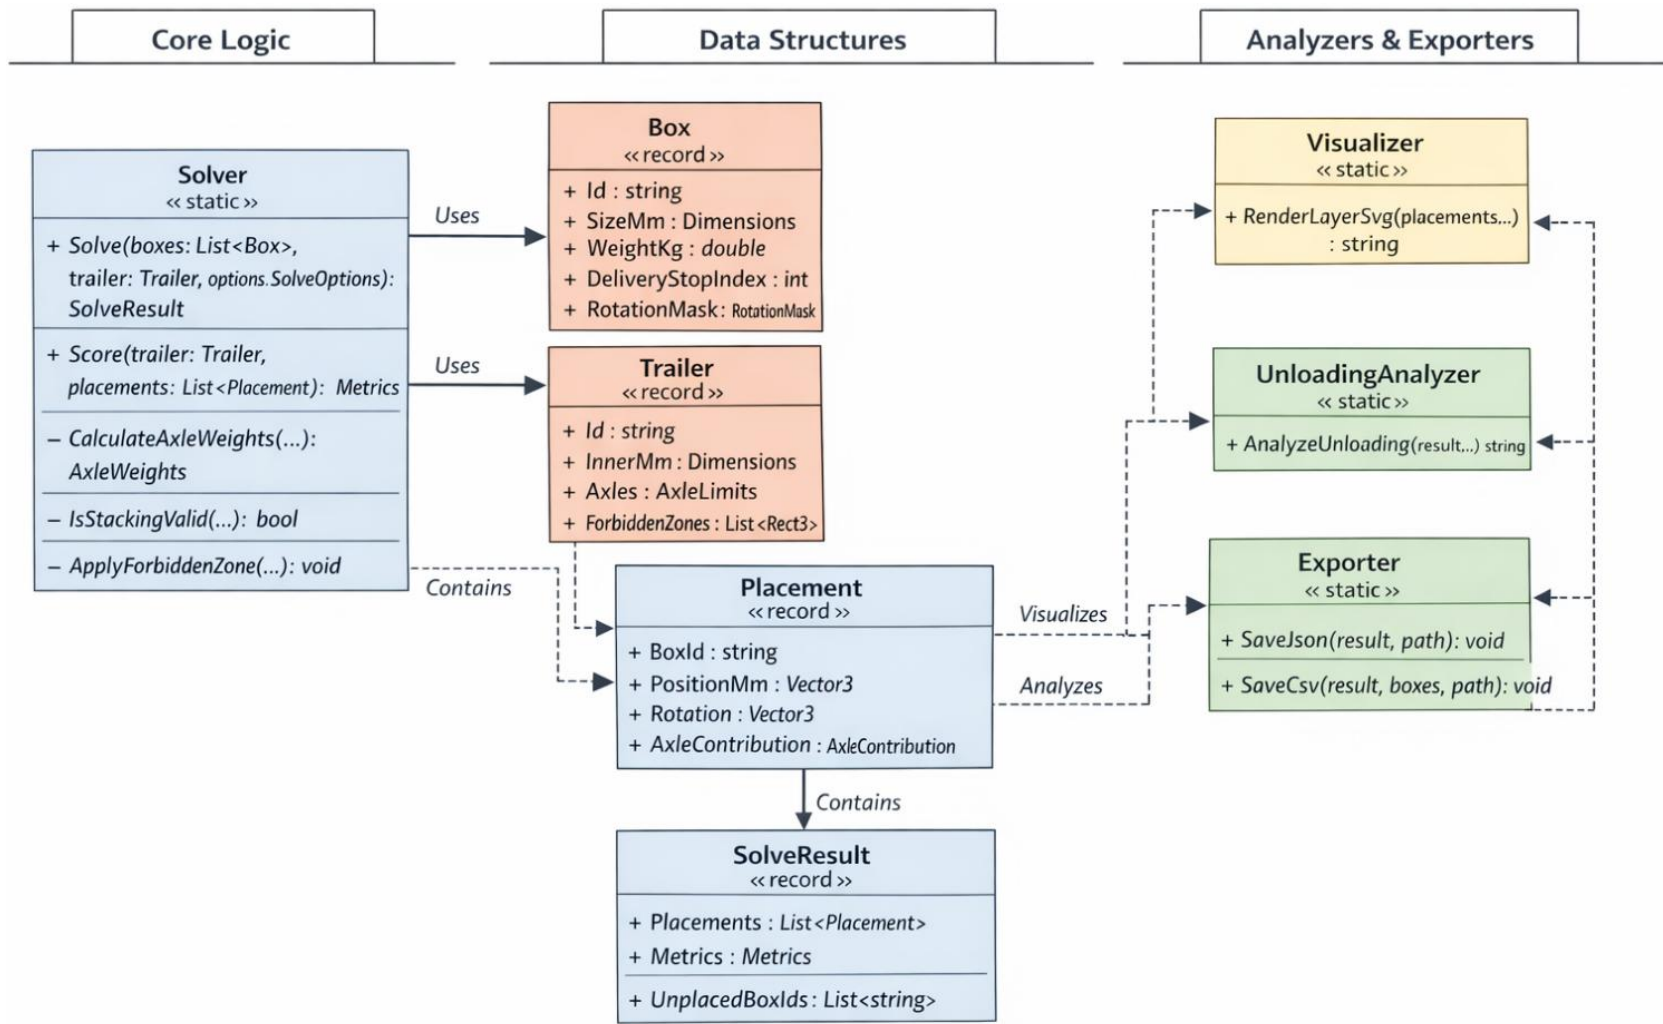 Core Logic
Data Structures
Analyzers & Exporters
Solver
«static»
+ Solve(boxes: List<Box>,
trailer: Trailer, options.SolveOptions):
SolveResult
+ Score(trailer: Trailer,
placements: List<Placement): Metrics
– CalculateAxleWeights(...):
AxleWeights
– IsStackingValid(...): bool
– ApplyForbiddenZone(...): void
Uses
Uses
Contains
Box
«record»
+ Id : string
+ SizeMm : Dimensions
+ WeightKg : double
+ DeliveryStopIndex : int
+ RotationMask: RotationMask
Trailer
«record»
+ Id : string
+ InnerMm : Dimensions
+ Axles : AxleLimits
+ ForbiddenZones : List<Rect3>
Placement
«record»
+ BoxId : string
+ PositionMm : Vector3
+ Rotation : Vector3
+ AxleContribution : AxleContribution
Contains
SolveResult
«record»
+ Placements : List<Placement>
+ Metrics : Metrics
+ UnplacedBoxIds: List<string>
Visualizes
Analyzes
Visualizer
«static»
+ RenderLayerSvg(placements...)
: string
UnloadingAnalyzer
«static»
+ AnalyzeUnloading(result...) string
Exporter
«static»
+ SaveJson(result, path): void
+ SaveCsv(result, boxes, path): void